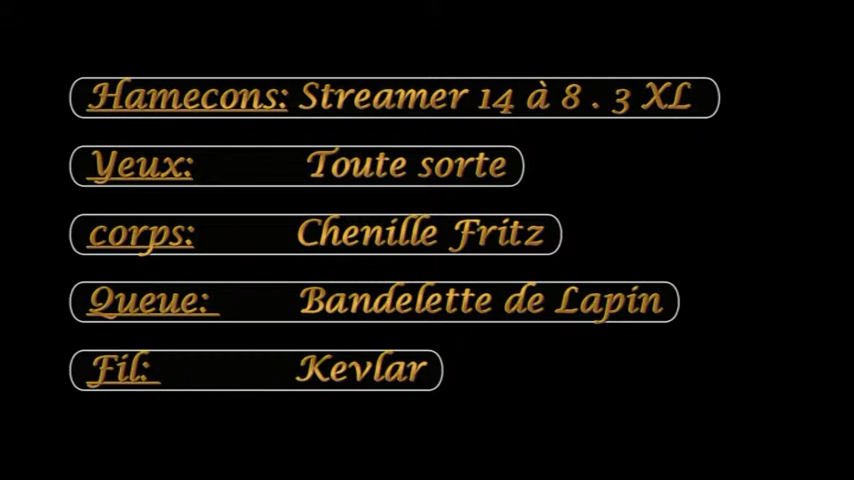 Hamecons: Streamer 14 à 8 . 3 XL
Yeux: Toute sorte
corps: Chenille Fritz
Queue: Bandelette de Lapin
Fil: Kevlar